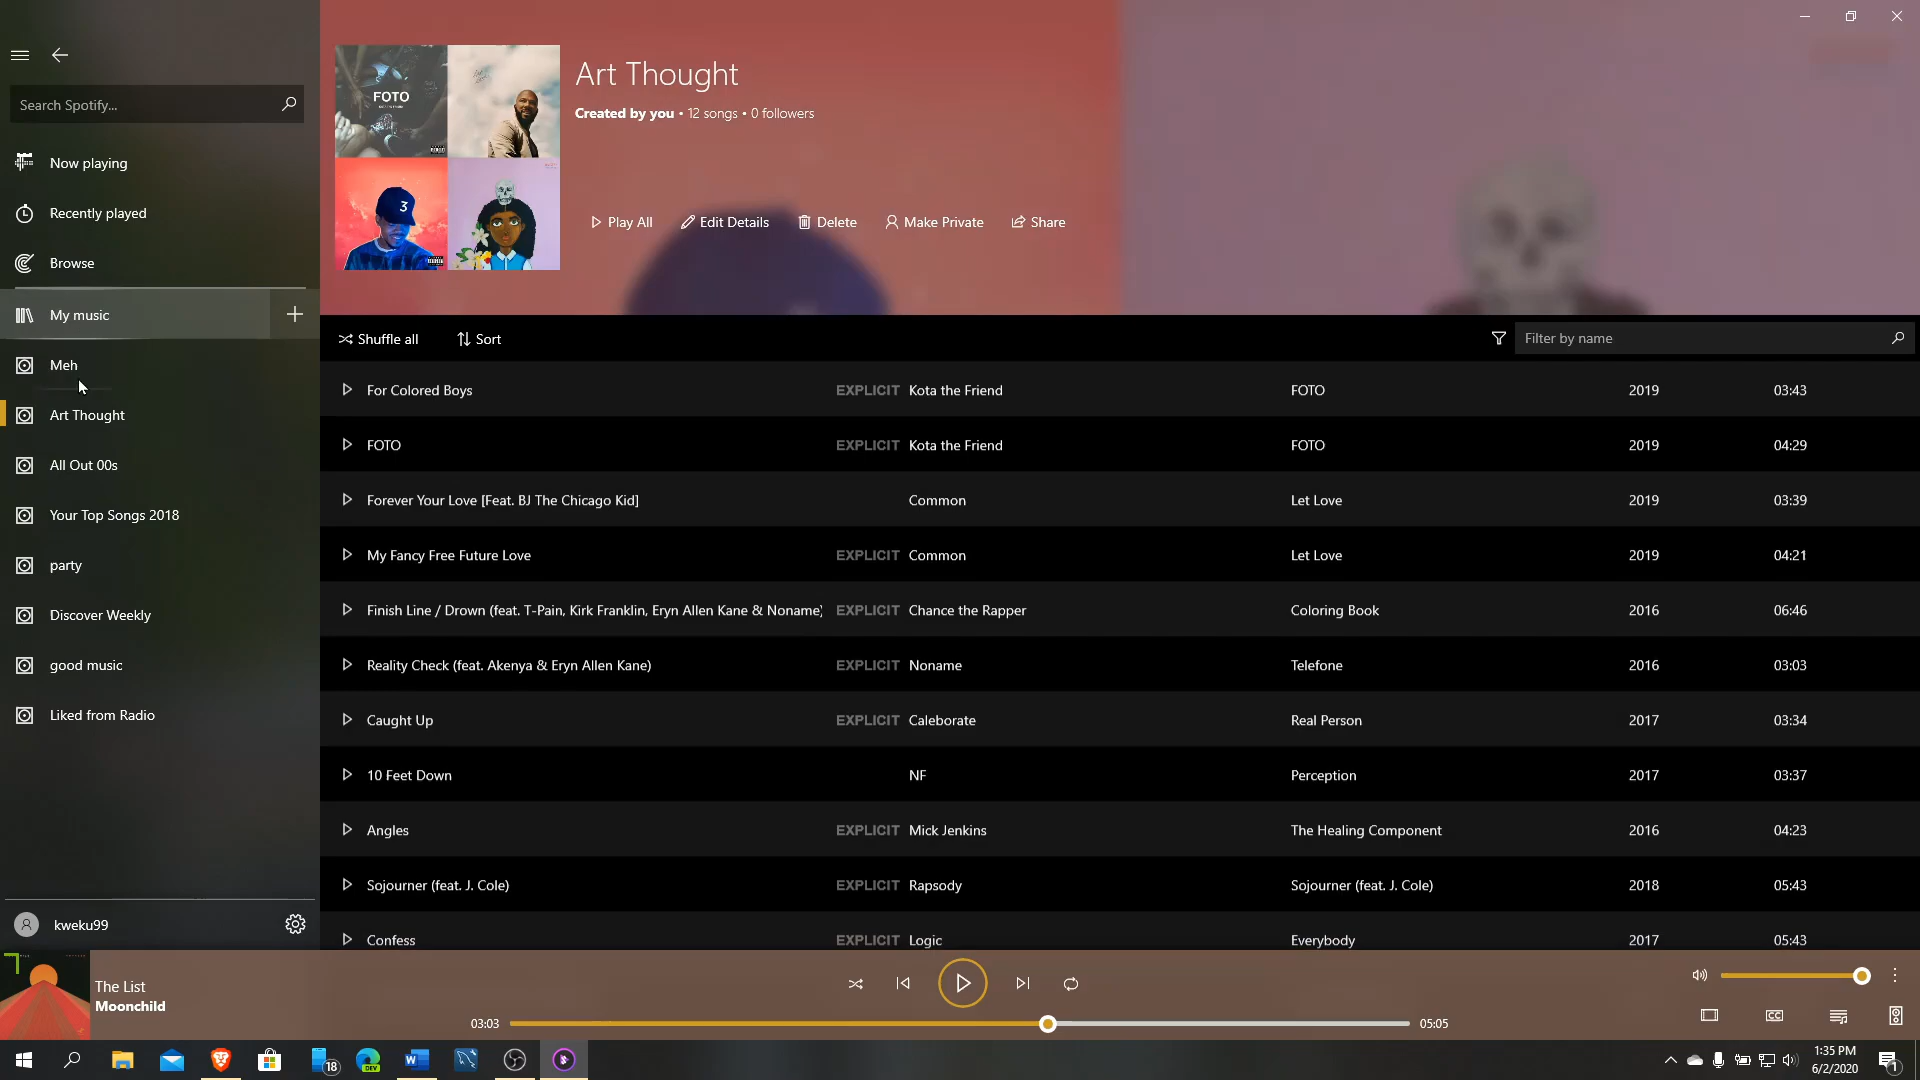 Search Spotify...
Now playing
Recently played
Browse
My music
Meh
Art Thought
All Out 00s
Your Top Songs 2018
party
Discover Weekly
good music
Liked from Radio
kweku99
FOTO
3
Art Thought
Created by you • 12 songs • 0 followers
Play All Edit Details Delete Make Private Share
Shuffle all Sort Filter by name
For Colored Boys EXPLICIT Kota the Friend FOTO 2019 03:43
FOTO EXPLICIT Kota the Friend FOTO 2019 04:29
Forever Your Love [Feat. BJ The Chicago Kid] Common Let Love 2019 03:39
My Fancy Free Future Love EXPLICIT Common Let Love 2019 04:21
Finish Line / Drown (feat. T-Pain, Kirk Franklin, Eryn Allen Kane & Noname) EXPLICIT Chance the Rapper Coloring Book 2016 06:46
Reality Check (feat. Akenya & Eryn Allen Kane) EXPLICIT Noname Telefone 2016 03:03
Caught Up EXPLICIT Caleborate Real Person 2017 03:34
10 Feet Down NF Perception 2017 03:37
Angles EXPLICIT Mick Jenkins The Healing Component 2016 04:23
Sojourner (feat. J. Cole) EXPLICIT Rapsody Sojourner (feat. J. Cole) 2018 05:43
Confess EXPLICIT Logic Everybody 2017 05:43
The List
Moonchild
03:03 05:05
CC
18
DEV
W
1:35 PM
6/2/2020
1